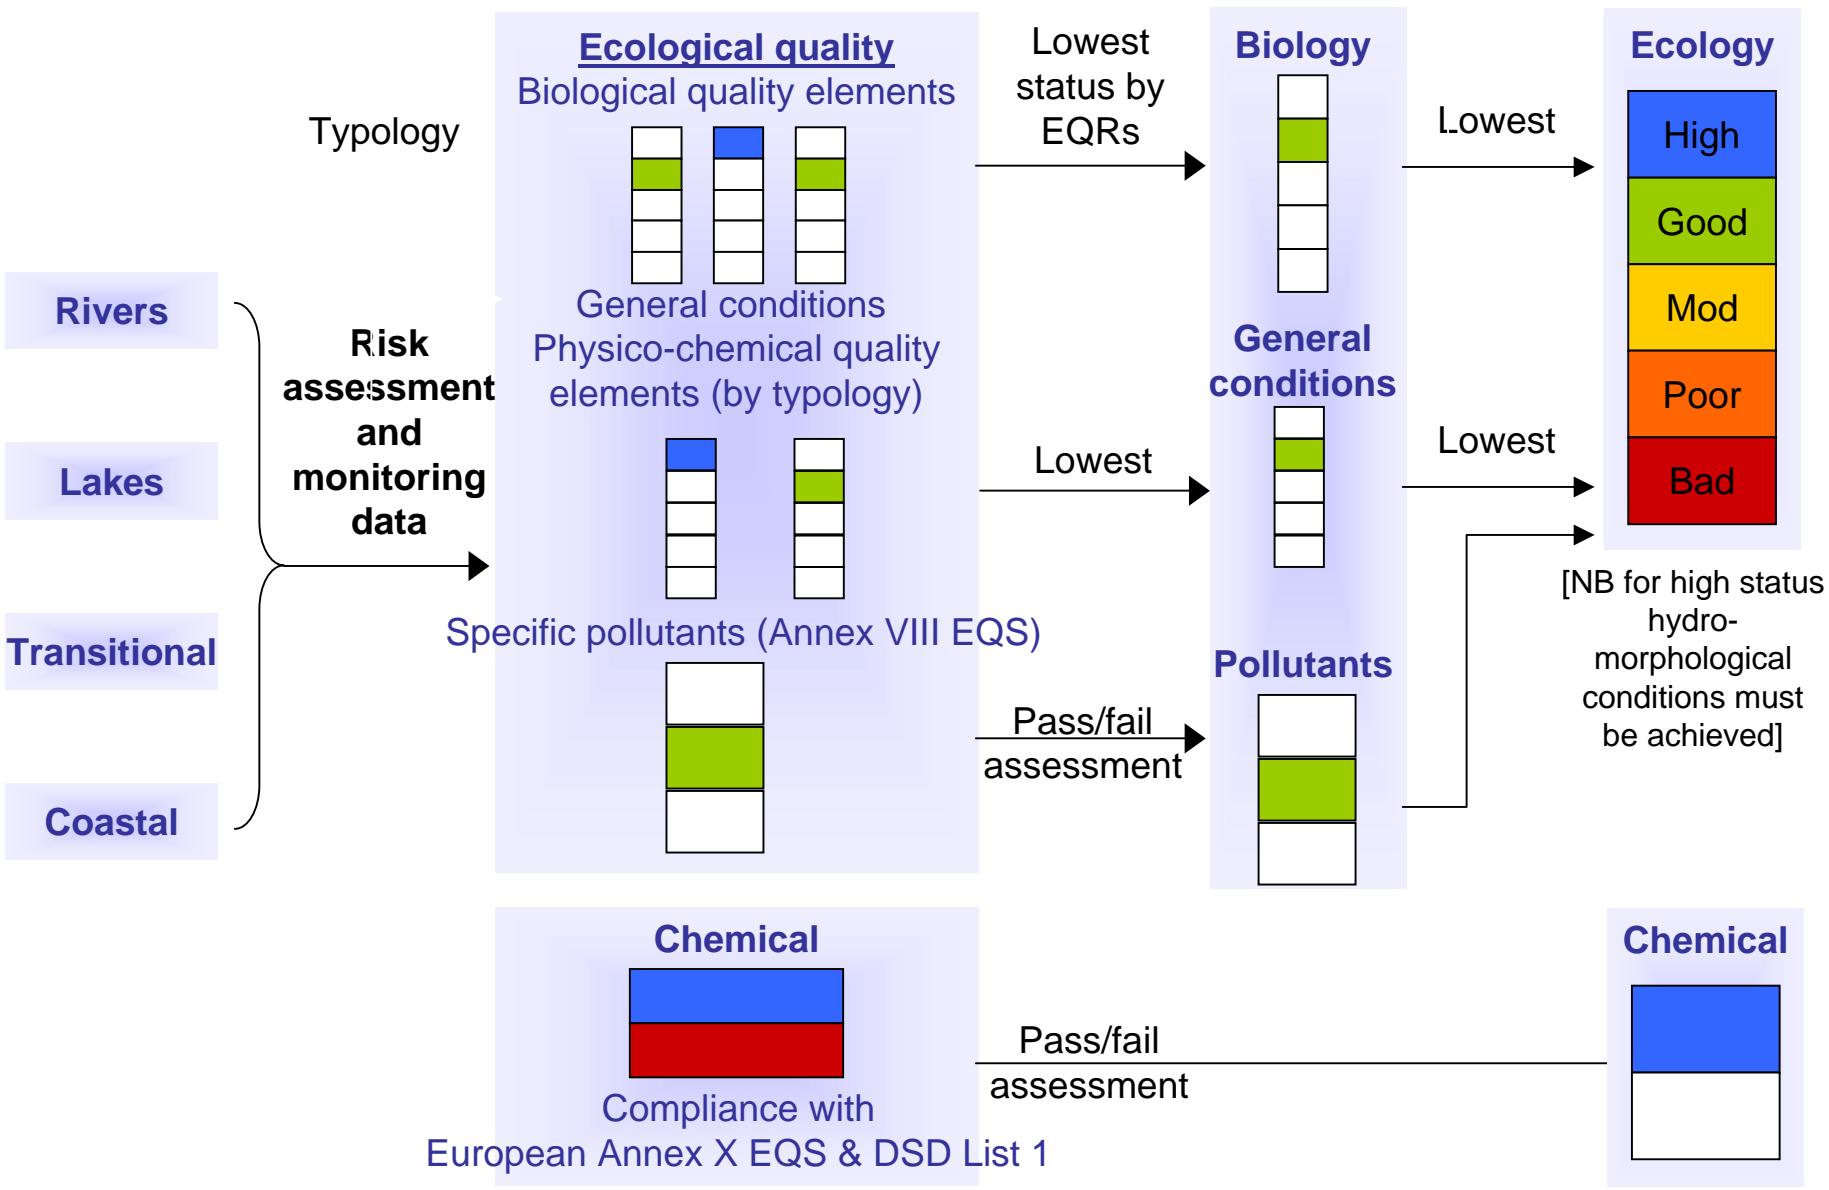 Typology
Rivers
Lakes
Transitional
Coastal
Risk
assessment
and
monitoring
data
Ecological quality
Biological quality elements
General conditions
Physico-chemical quality
elements (by typology)
Specific pollutants (Annex VIII EQS)
Lowest
status by
EQRs
Lowest
Pass/fail
assessment
Biology
General
conditions
Pollutants
Lowest
Lowest
Ecology
High
Good
Mod
Poor
Bad
[NB for high status
hydro-
morphological
conditions must
be achieved]
Chemical
Compliance with
European Annex X EQS & DSD List 1
Pass/fail
assessment
Chemical